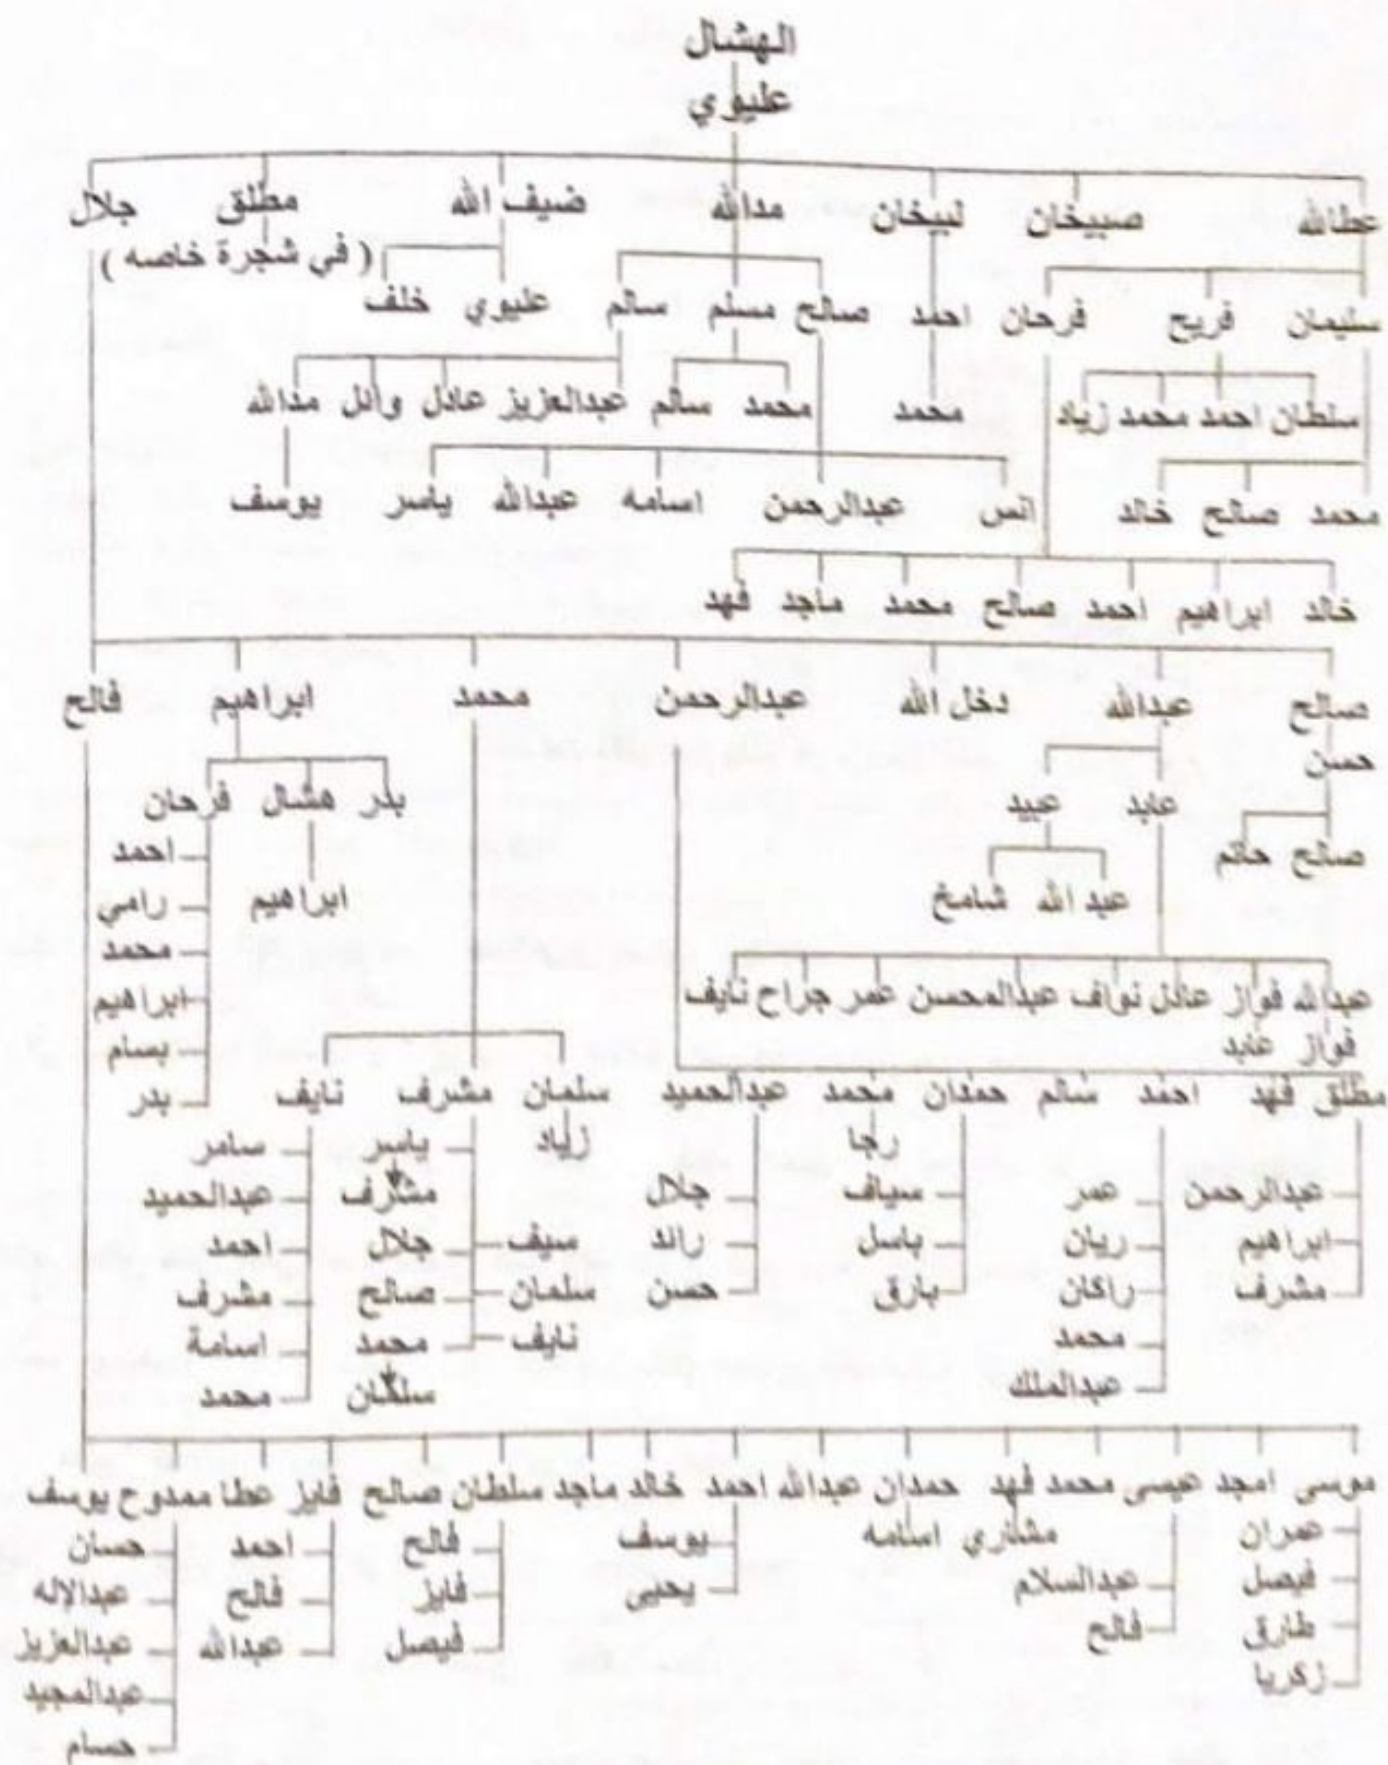 الهشال
عليوي
عطالله صبيخان لبيخان مدالله ضيف الله مطلق جلال
( في شجرة خاصه )
سليمان فريح فرحان احمد صالح مسلم سالم عليوي خلف
سلطان احمد محمد زياد محمد محمد سالم عبدالعزيز عادل وائل مدالله
محمد صالح خالد انس عبدالرحمن اسامه عبدالله ياسر يوسف
خالد ابراهيم احمد صالح محمد ماجد فهد
صالح عبدالله دخل الله عبدالرحمن محمد ابراهيم فالح
حسن
عابد عبيد بدر هشال فرحان
صالح حاتم احمد
عبد الله شامخ ابراهيم رامي
محمد
عبدالله فواز عادل نواف عبدالمحسن عمر جراح نايف ابراهيم
فواز عابد بسام
مطلق فهد احمد سالم حمدان محمد عبدالحميد سلمان مشرف نايف بدر
رجا زياد ياسر سامر
عبدالرحمن عمر سياف جلال مشرف عبدالحميد
ابراهيم ريان باسل رائد سيف جلال احمد
مشرف راكان بارق حسن سلمان صالح مشرف
محمد نايف محمد اسامة
عبدالملك سلمان محمد
موسى امجد عيسى محمد فهد حمدان عبدالله احمد خالد ماجد سلطان صالح فايز عطا ممدوح يوسف
عمران مشاري اسامه يوسف فالح احمد حسان
فيصل عبدالسلام يحيى فايز فالح عبدالإله
طارق فالح فيصل عبدالله عبدالعزيز
زكريا عبدالمجيد
حسام